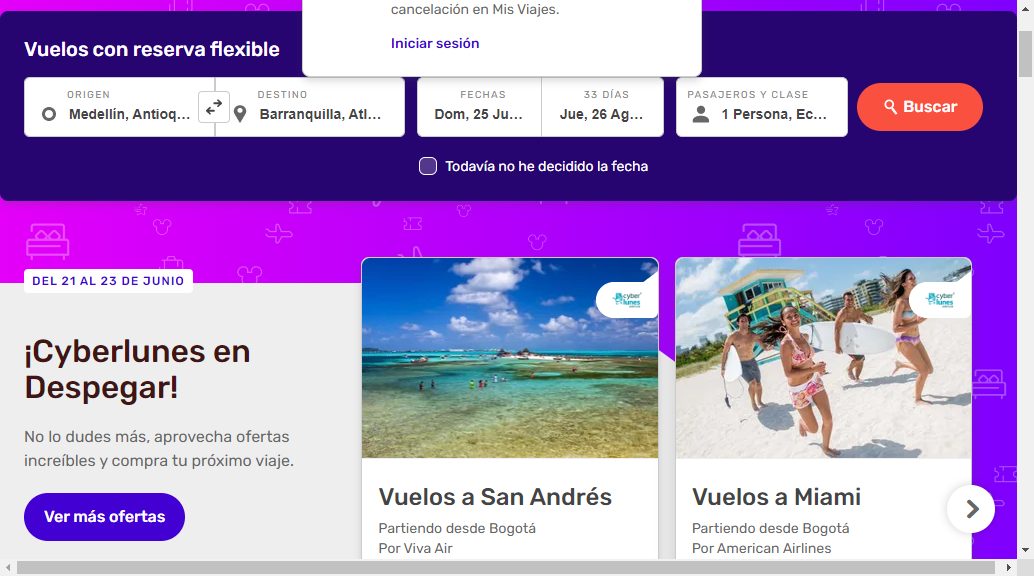 cancelación en Mis Viajes.
Iniciar sesión
Vuelos con reserva flexible
ORIGEN
Medellín, Antioq...
DESTINO
Barranquilla, Atl...
FECHAS
Dom, 25 Ju...
33 DÍAS
Jue, 26 Ag...
PASAJEROS Y CLASE
1 Persona, Ec...
Buscar
Todavía no he decidido la fecha
DEL 21 AL 23 DE JUNIO
¡Cyberlunes en
Despegar!
No lo dudes más, aprovecha ofertas
increíbles y compra tu próximo viaje.
Ver más ofertas
cyber
lunes
Vuelos a San Andrés
Partiendo desde Bogotá
Por Viva Air
cyber
lunes
Vuelos a Miami
Partiendo desde Bogotá
Por American Airlines